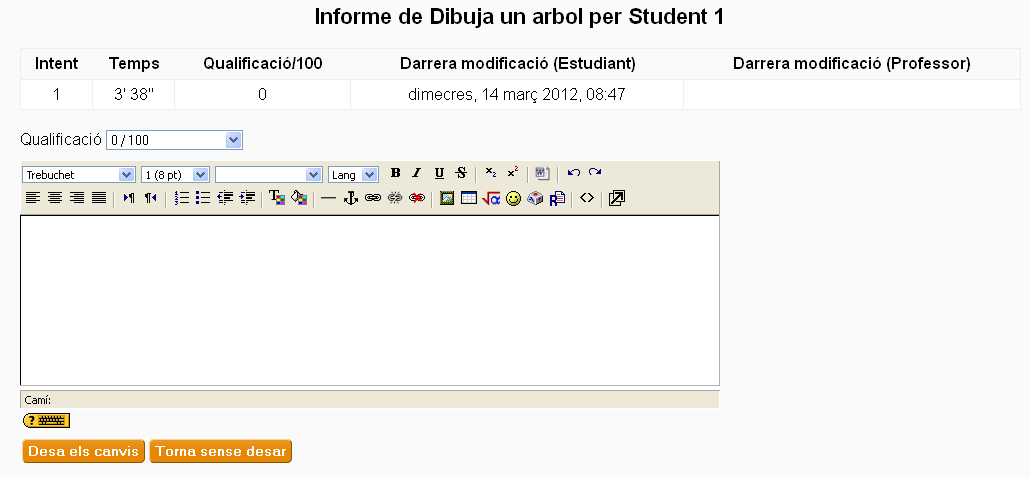 Informe de Dibuja un arbol per Student 1
Intent Temps Qualificació/100 Darrera modificació (Estudiant) Darrera modificació (Professor)
1 3' 38" 0 dimecres, 14 març 2012, 08:47
Qualificació 0 / 100
Trebuchet 1 (8 pt) Lang B I U S x2 x2 W
Camí:
?
Desa els canvis Torna sense desar